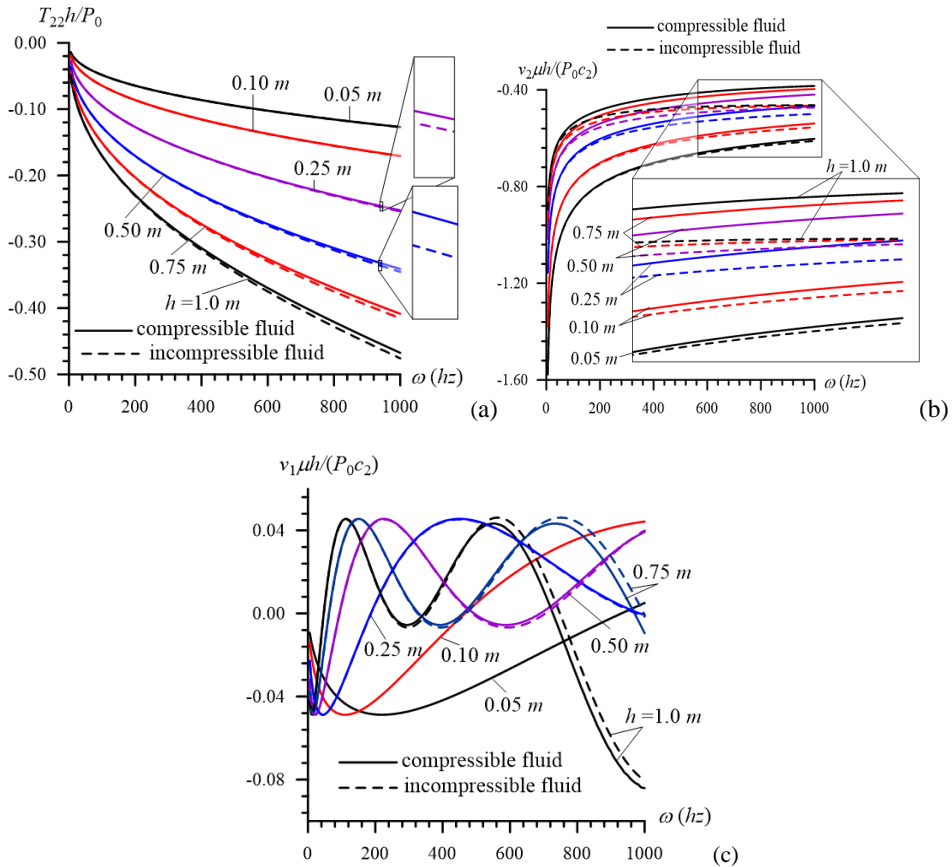 T22h/P0
0.00
-0.10
-0.20
-0.30
-0.40
-0.50
0.05 m
0.10 m
0.25 m
0.50 m
0.75 m
h =1.0 m
compressible fluid
incompressible fluid
ω (hz)
0 200 400 600 800 1000
(a)
compressible fluid
incompressible fluid
v2μh/(P0c2)
-0.40
-0.80
-1.20
-1.60
h=1.0 m
0.75 m
0.50 m
0.25 m
0.10 m
0.05 m
ω (hz)
0 200 400 600 800 1000
(b)
v1μh/(P0c2)
0.04
0.00
-0.04
-0.08
0.75 m
0.25 m
0.10 m
0.50 m
0.05 m
h =1.0 m
compressible fluid
incompressible fluid
ω (hz)
0 200 400 600 800 1000
(c)